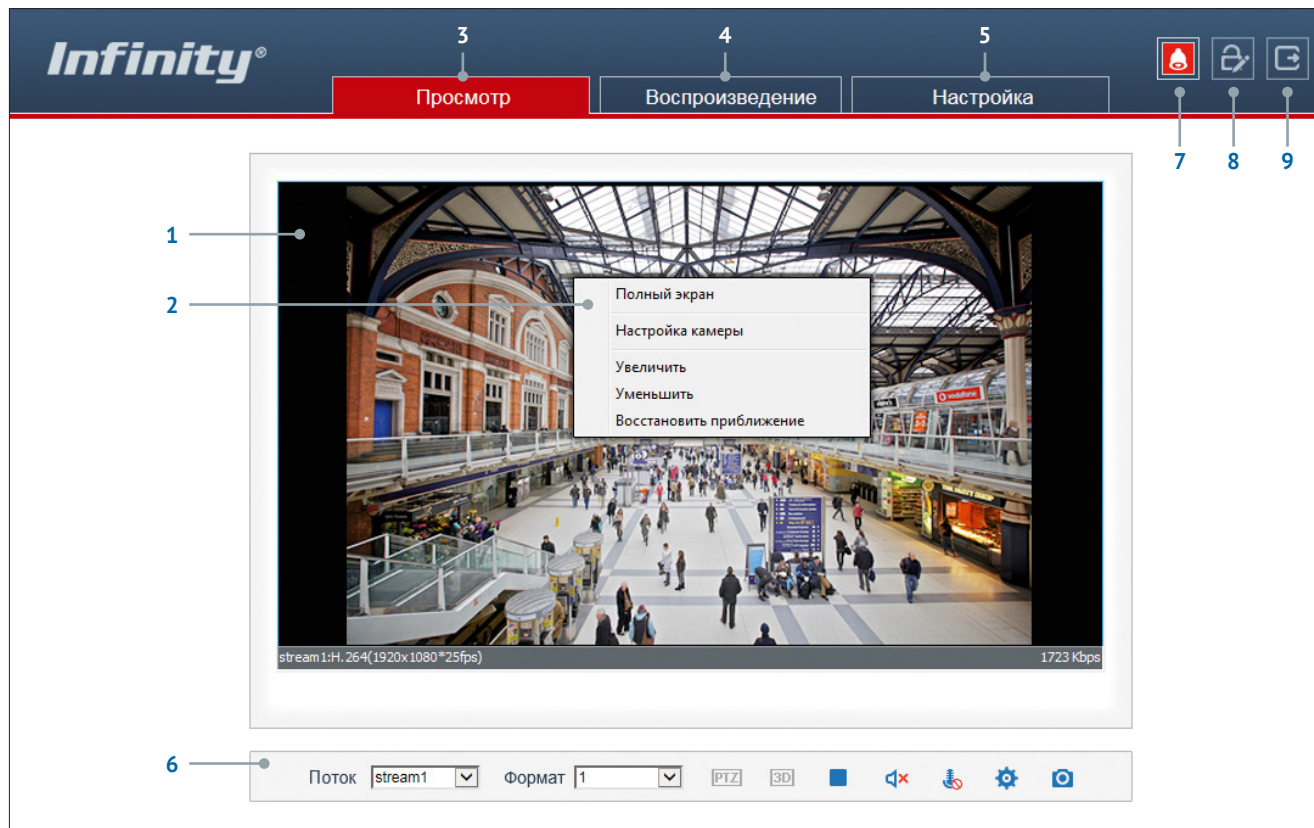 Infinity®
3
4
5
Просмотр
Воспроизведение
Настройка
7
8
9
1
2
Полный экран
Настройка камеры
Увеличить
Уменьшить
Восстановить приближение
vodafone
stream1:H.264(1920x1080*25fps)
1723 Kbps
6
Поток
stream1
Формат
1
PTZ
3D